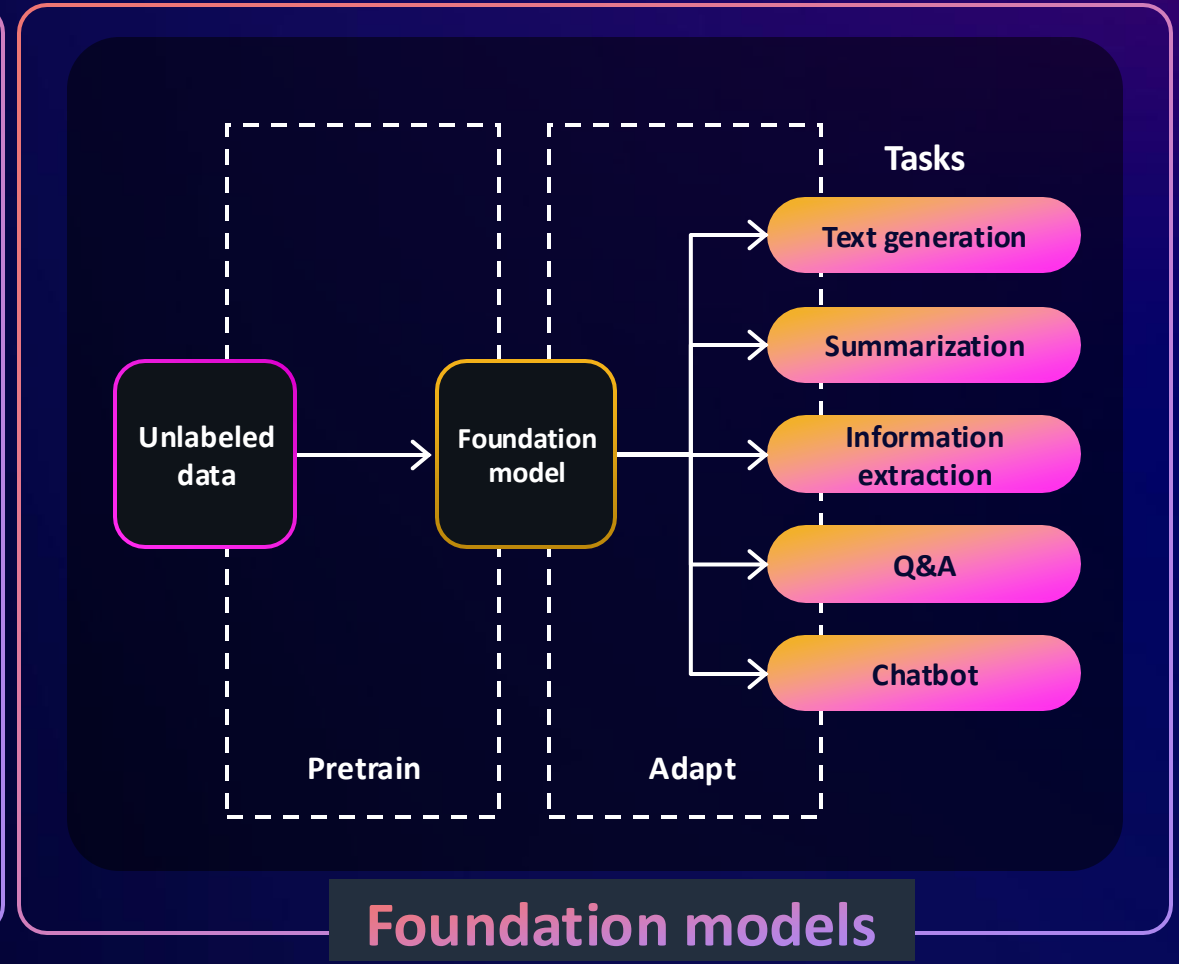 Tasks
Text generation
Summarization
Unlabeled
data
Foundation
model
Information
extraction
Q&A
Chatbot
Pretrain
Adapt
Foundation models